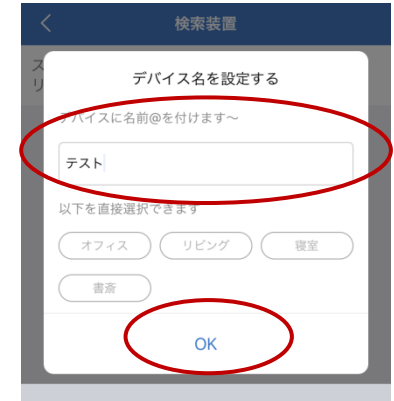 検索装置
ス
リ
デバイス名を設定する
デバイスに名前@を付けます～
テスト
以下を直接選択できます
オフィス リビング 寝室
書斎
OK